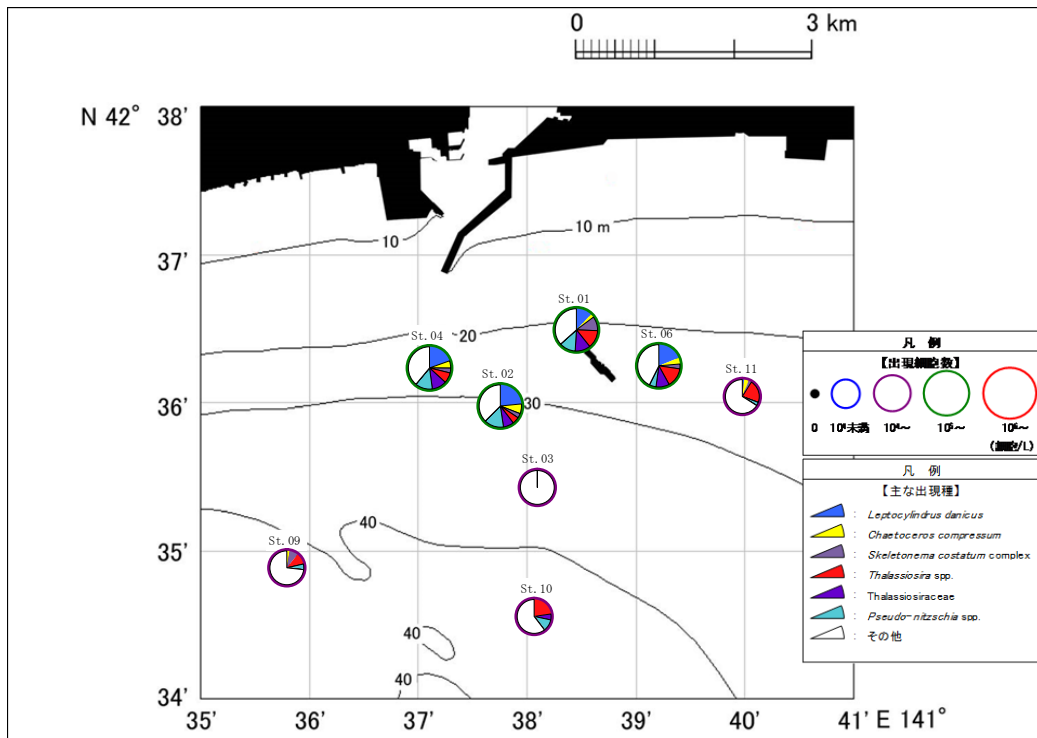 0 3 km
N 42° 38'
37'
36'
35'
34'
35' 36' 37' 38' 39' 40' 41' E 141°
10
10 m
20
30
40
40
40
St.01
St.04
St.06
St.02
St.11
St.03
St.09
St.10
凡 例
【出現細胞数】
0 10⁴未満 10⁴～ 10⁵～ 10⁶～
(細胞/L)
凡 例
【主な出現種】
: Leptocylindrus danicus
: Chaetoceros compressum
: Skeletonema costatum complex
: Thalassiosira spp.
: Thalassiosiraceae
: Pseudo-nitzschia spp.
: その他